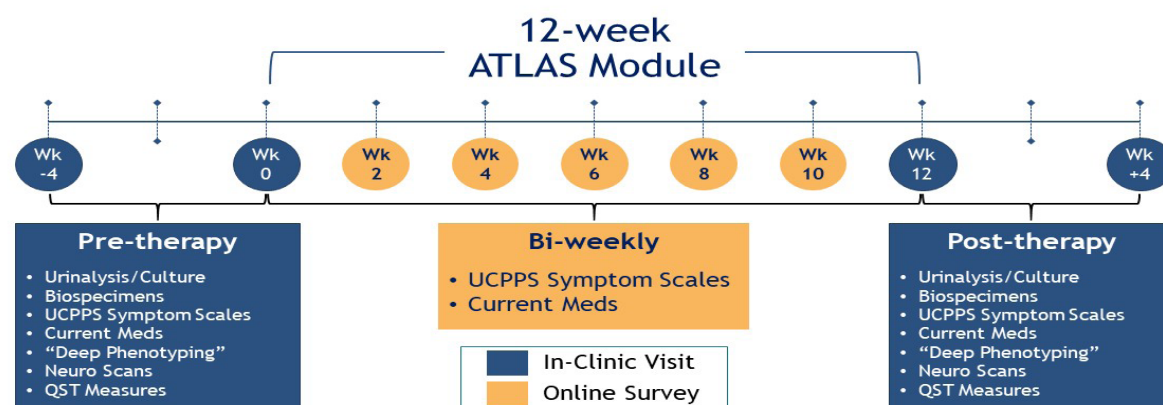 12-week
ATLAS Module
Wk
-4
Wk
0
Wk
2
Wk
4
Wk
6
Wk
8
Wk
10
Wk
12
Wk
+4
Pre-therapy
• Urinalysis/Culture
• Biospecimens
• UCPPS Symptom Scales
• Current Meds
• “Deep Phenotyping”
• Neuro Scans
• QST Measures
Bi-weekly
• UCPPS Symptom Scales
• Current Meds
Post-therapy
• Urinalysis/Culture
• Biospecimens
• UCPPS Symptom Scales
• Current Meds
• “Deep Phenotyping”
• Neuro Scans
• QST Measures
In-Clinic Visit
Online Survey